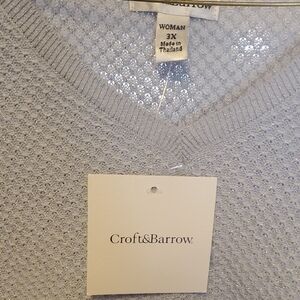 WOMAN
3X
Made in
Thailand
Croft&Barrow.